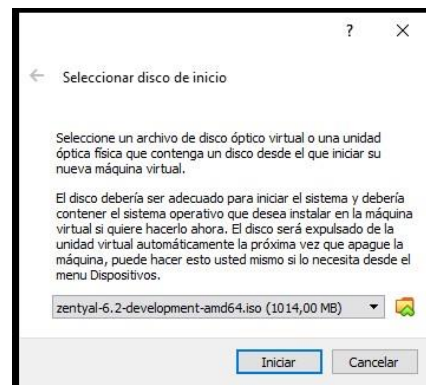 ?
Seleccionar disco de inicio
Seleccione un archivo de disco óptico virtual o una unidad
óptica física que contenga un disco desde el que iniciar su
nueva máquina virtual.
El disco debería ser adecuado para iniciar el sistema y debería
contener el sistema operativo que desea instalar en la máquina
virtual si quiere hacerlo ahora. El disco será expulsado de la
unidad virtual automáticamente la próxima vez que apague la
máquina, puede hacer esto usted mismo si lo necesita desde el
menu Dispositivos.
zentyal-6.2-development-amd64.iso (1014,00 MB)
Iniciar Cancelar